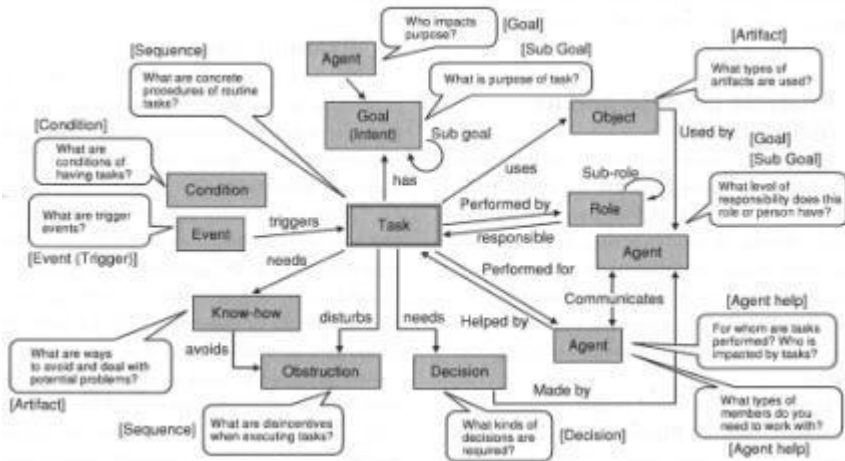 Who impacts
purpose?
[Goal]
[Sequence]
Agent
[Sub Goal]
[Artifact]
What are concrete
procedures of routine
tasks?
What is purpose of task?
What types of
artifacts are used?
Goal
(Intent)
Sub goal
Object
Used by
[Condition]
[Goal]
[Sub Goal]
What are
conditions of
having tasks?
has
uses
Sub-role
Condition
Performed by
Role
What level of
responsibility does this
role or person have?
What are trigger
events?
triggers
Event
Task
responsible
Agent
[Event (Trigger)]
needs
Performed for
Communicates
[Agent help]
Know-how
disturbs
needs
Helped by
For whom are tasks
performed? Who is
impacted by tasks?
What are ways
to avoid and deal with
potential problems?
avoids
Agent
Obstruction
Decision
Made by
[Artifact]
What types of
members do you
need to work with?
[Sequence]
What are disincentives
when executing tasks?
What kinds of
decisions are
required?
[Decision]
[Agent help]